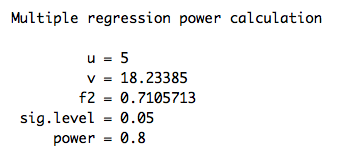 Multiple regression power calculation
u = 5
v = 18.23385
f2 = 0.7105713
sig.level = 0.05
power = 0.8